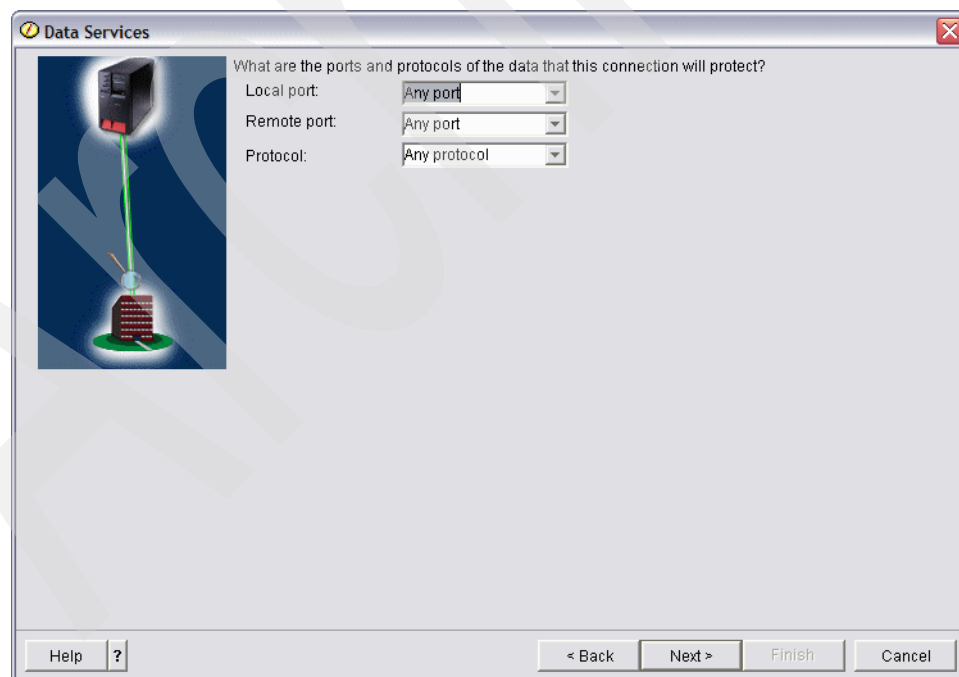 Data Services
What are the ports and protocols of the data that this connection will protect?
Local port: Any port
Remote port: Any port
Protocol: Any protocol
Help ? < Back Next > Finish Cancel